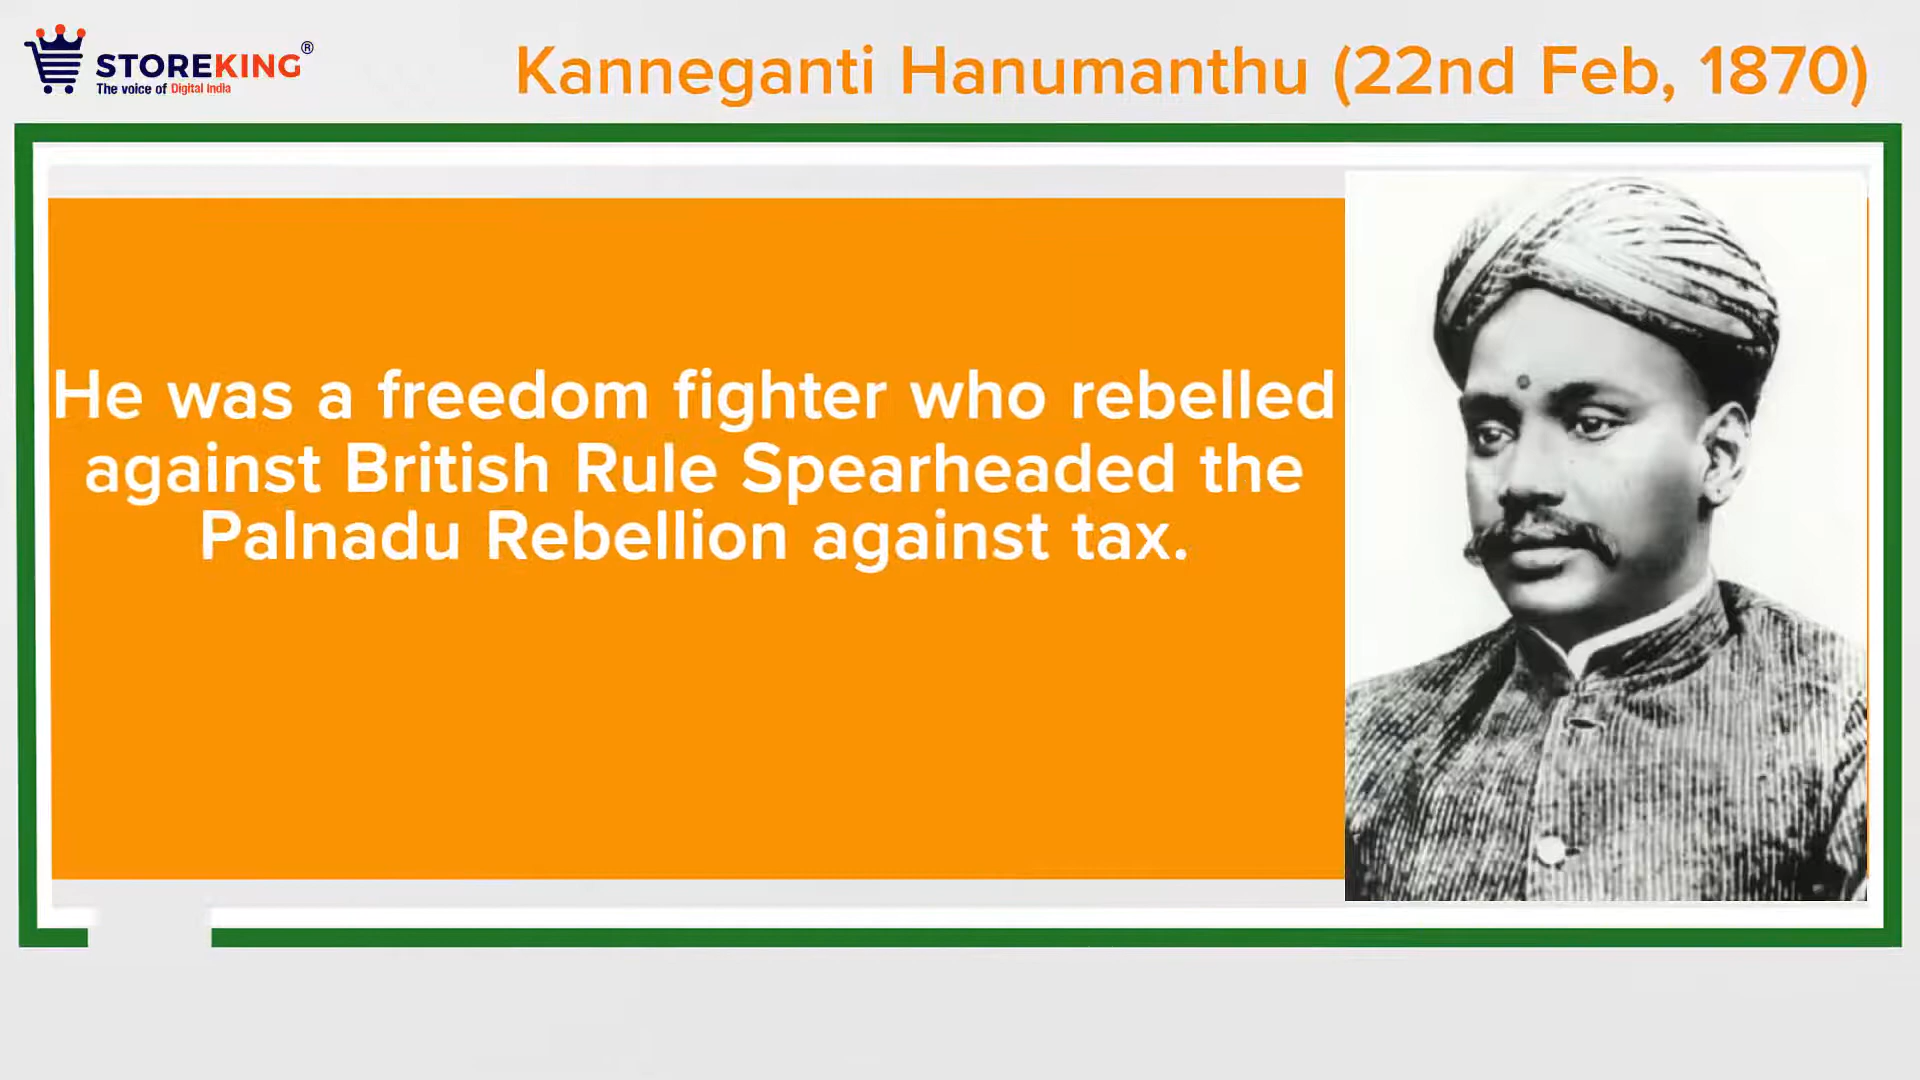 STOREKING®
The voice of Digital India
Kanneganti Hanumanthu (22nd Feb, 1870)
He was a freedom fighter who rebelled
against British Rule Spearheaded the
Palnadu Rebellion against tax.